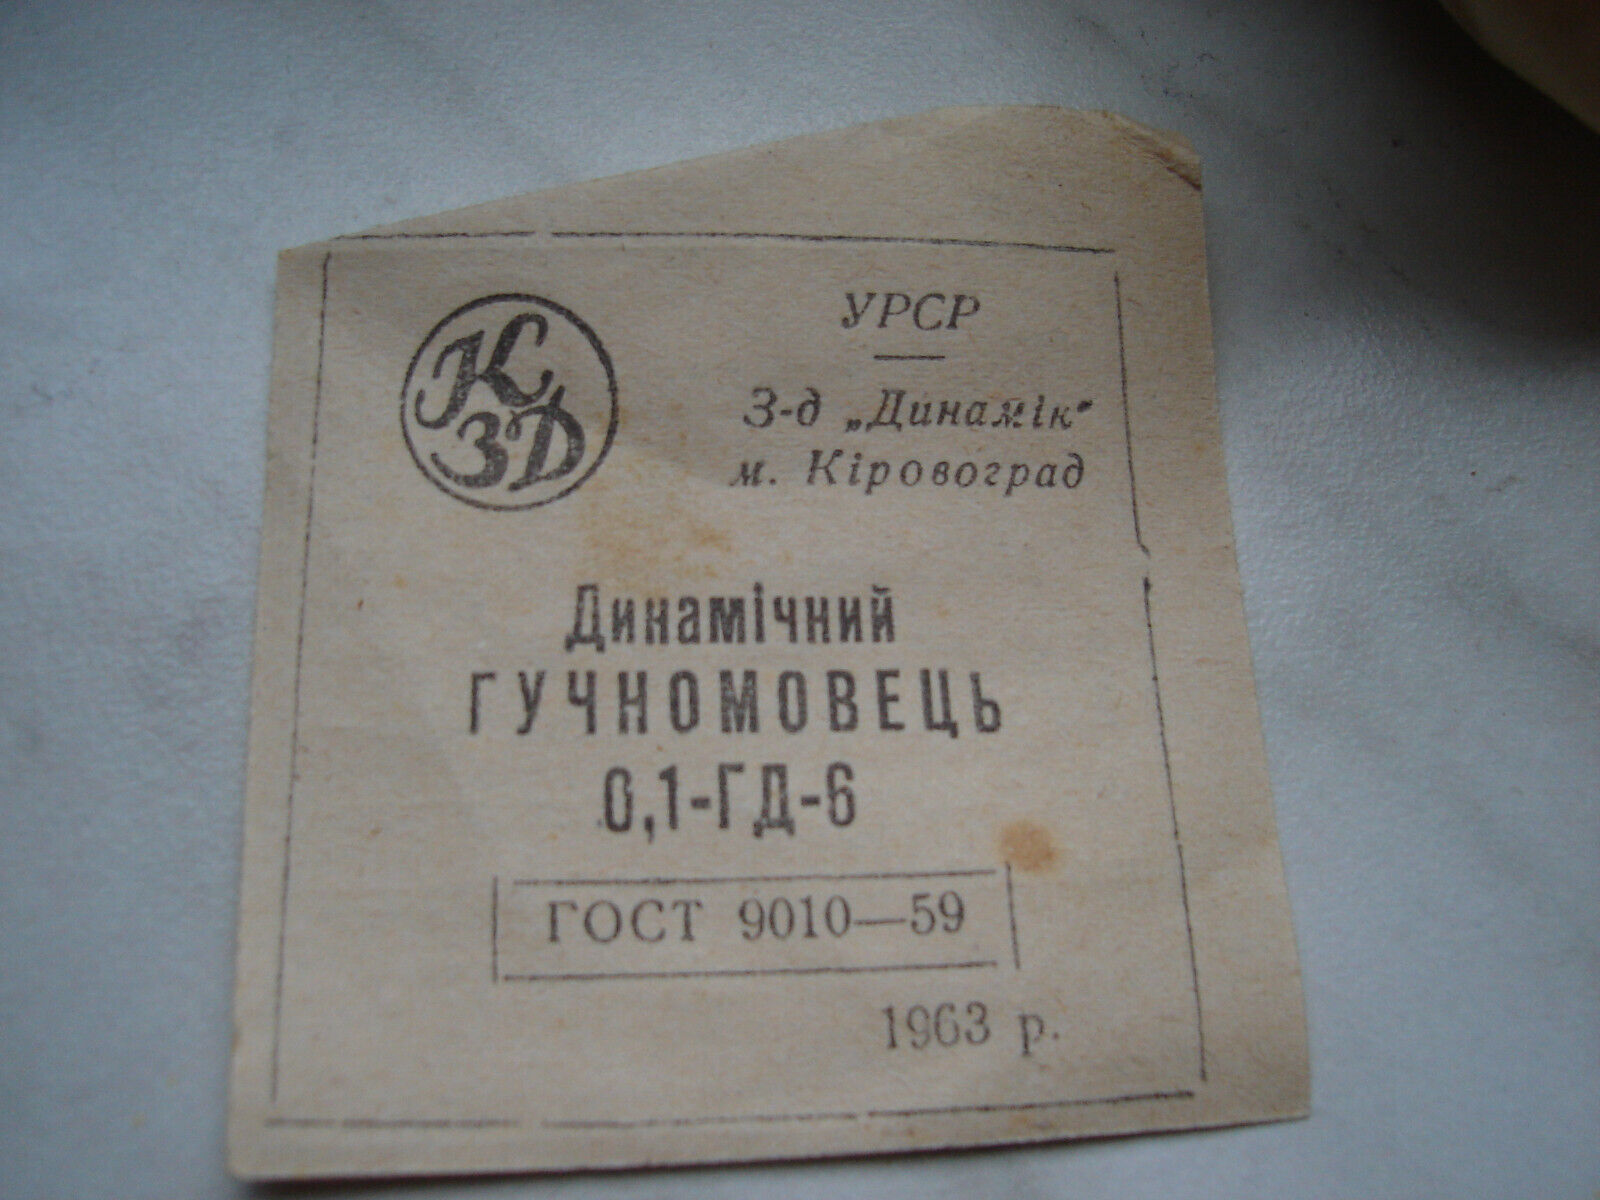 КЗД
УРСР
З-д „Динамік"
м. Кіровоград
Динамічний
ГУЧНОМОВЕЦЬ
0,1-ГД-6
ГОСТ 9010—59
1963 р.